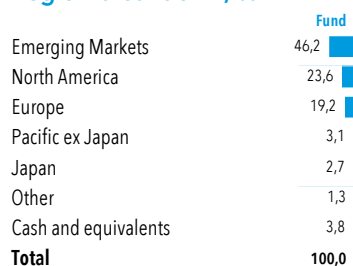 Fund
Emerging Markets 46,2
North America 23,6
Europe 19,2
Pacific ex Japan 3,1
Japan 2,7
Other 1,3
Cash and equivalents 3,8
Total 100,0